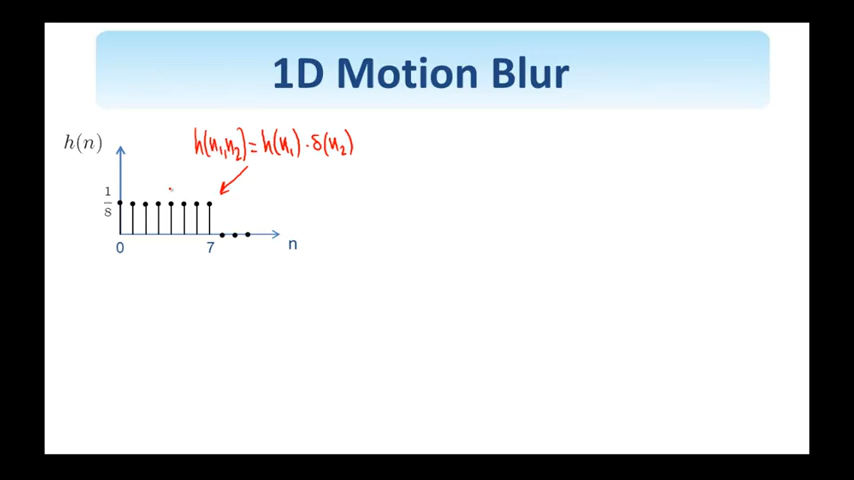 1D Motion Blur
h(n)
h(n₁,n₂)=h(n₁)·δ(n₂)
1/8
0
7
n